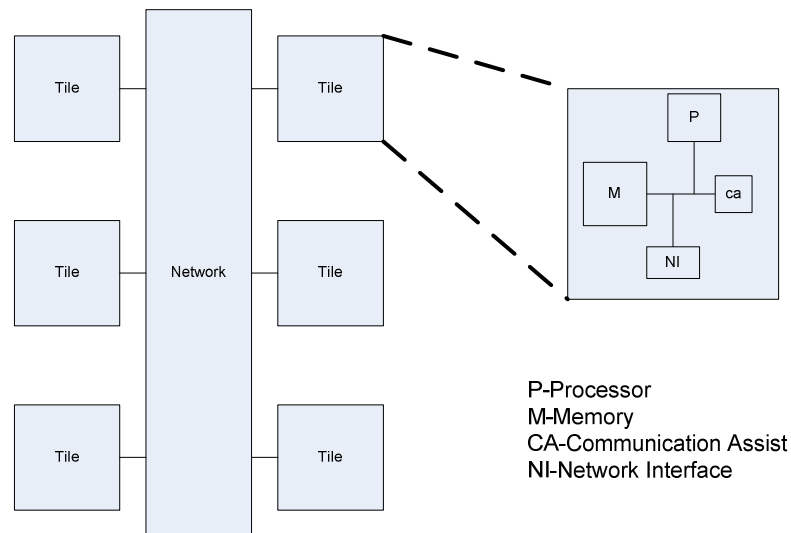 Tile
Tile
P
M
ca
NI
Tile
Network
Tile
Tile
Tile
P-Processor
M-Memory
CA-Communication Assist
NI-Network Interface